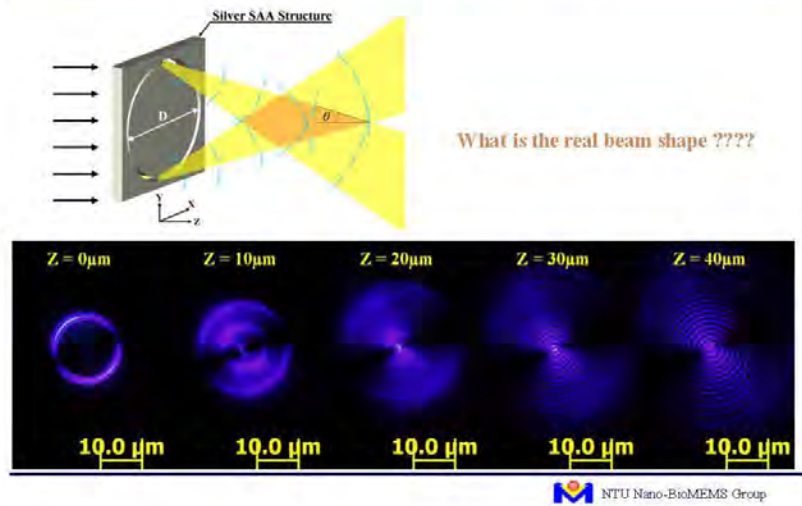 Silver SAA Structure
D
θ
What is the real beam shape ????
Y
X
Z
Z = 0μm
Z = 10μm
Z = 20μm
Z = 30μm
Z = 40μm
10.0 μm
10.0 μm
10.0 μm
10.0 μm
10.0 μm
NTU Nano-BioMEMS Group